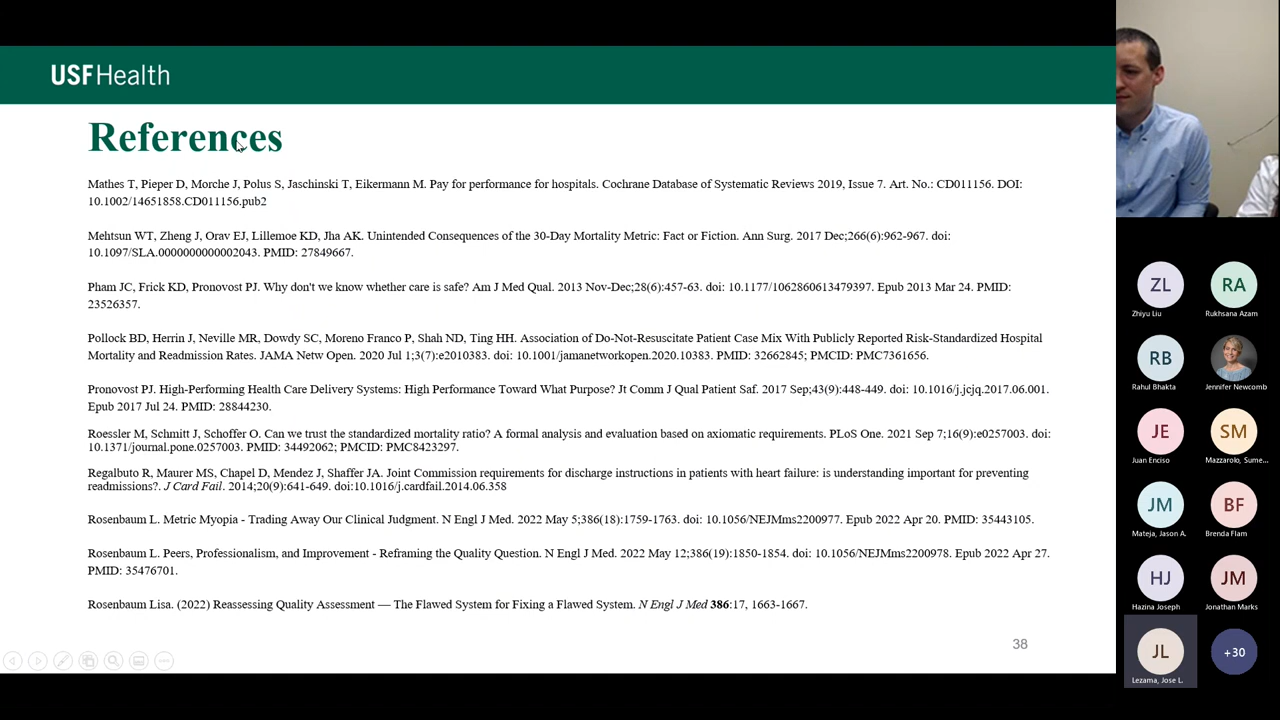 USF Health
References
Mathes T, Pieper D, Morche J, Polus S, Jaschinski T, Eikermann M. Pay for performance for hospitals. Cochrane Database of Systematic Reviews 2019, Issue 7. Art. No.: CD011156. DOI:
10.1002/14651858.CD011156.pub2
Mehtsun WT, Zheng J, Orav EJ, Lillemoe KD, Jha AK. Unintended Consequences of the 30-Day Mortality Metric: Fact or Fiction. Ann Surg. 2017 Dec;266(6):962-967. doi:
10.1097/SLA.0000000000002043. PMID: 27849667.
Pham JC, Frick KD, Pronovost PJ. Why don't we know whether care is safe? Am J Med Qual. 2013 Nov-Dec;28(6):457-63. doi: 10.1177/1062860613479397. Epub 2013 Mar 24. PMID:
23526357.
Pollock BD, Herrin J, Neville MR, Dowdy SC, Moreno Franco P, Shah ND, Ting HH. Association of Do-Not-Resuscitate Patient Case Mix With Publicly Reported Risk-Standardized Hospital
Mortality and Readmission Rates. JAMA Netw Open. 2020 Jul 1;3(7):e2010383. doi: 10.1001/jamanetworkopen.2020.10383. PMID: 32662845; PMCID: PMC7361656.
Pronovost PJ. High-Performing Health Care Delivery Systems: High Performance Toward What Purpose? Jt Comm J Qual Patient Saf. 2017 Sep;43(9):448-449. doi: 10.1016/j.jcjq.2017.06.001.
Epub 2017 Jul 24. PMID: 28844230.
Roessler M, Schmitt J, Schoffer O. Can we trust the standardized mortality ratio? A formal analysis and evaluation based on axiomatic requirements. PLoS One. 2021 Sep 7;16(9):e0257003. doi:
10.1371/journal.pone.0257003. PMID: 34492062; PMCID: PMC8423297.
Regalbuto R, Maurer MS, Chapel D, Mendez J, Shaffer JA. Joint Commission requirements for discharge instructions in patients with heart failure: is understanding important for preventing
readmissions?. J Card Fail. 2014;20(9):641-649. doi:10.1016/j.cardfail.2014.06.358
Rosenbaum L. Metric Myopia - Trading Away Our Clinical Judgment. N Engl J Med. 2022 May 5;386(18):1759-1763. doi: 10.1056/NEJMms2200977. Epub 2022 Apr 20. PMID: 35443105.
Rosenbaum L. Peers, Professionalism, and Improvement - Reframing the Quality Question. N Engl J Med. 2022 May 12;386(19):1850-1854. doi: 10.1056/NEJMms2200978. Epub 2022 Apr 27.
PMID: 35476701.
Rosenbaum Lisa. (2022) Reassessing Quality Assessment — The Flawed System for Fixing a Flawed System. N Engl J Med 386:17, 1663-1667.
38
ZL
RA
Zhiyu Liu
Rukhsana Azam
RB
Rahul Bhakta
Jennifer Newcomb
JE
SM
Juan Enciso
Mazzarolo, Sume...
JM
BF
Mateja, Jason A.
Brenda Flam
HJ
JM
Hazina Joseph
Jonathan Marks
JL
+30
Lezama, Jose L.